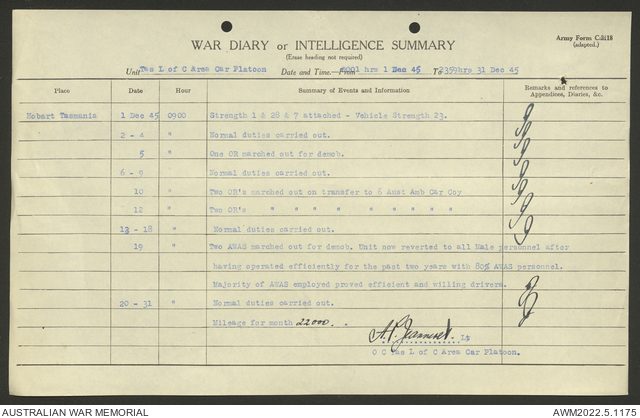 Army Form C.2118
(adapted.)
WAR DIARY or INTELLIGENCE SUMMARY
(Erase heading not required)
Unit Tas L of C Area Car Platoon Date and Time—From 0001 hrs 1 Dec 45 To 2359hrs 31 Dec 45
Place Date Hour Summary of Events and Information Remarks and references to Appendices, Diaries, &c.
Hobart Tasmania 1 Dec 45 0900 Strength 1 & 28 & 7 attached - Vehicle Strength 23.
2 - 4 " Normal duties carried out.
5 " One OR marched out for demob.
6 - 9 " Normal duties carried out.
10 " Two OR's marched out on transfer to 6 Aust Amb Car Coy
12 " Two OR's " " " " " " " " "
13 - 18 " Normal duties carried out.
19 " Two AWAS marched out for demob. Unit now reverted to all Male personnel after
having operated efficiently for the past two years with 80% AWAS personnel.
Majority of AWAS employed proved efficient and willing drivers.
20 - 31 " Normal duties carried out.
Mileage for month 22000.
Lt
O C Tas L of C Area Car Platoon.
AUSTRALIAN WAR MEMORIAL
AWM2022.5.1175